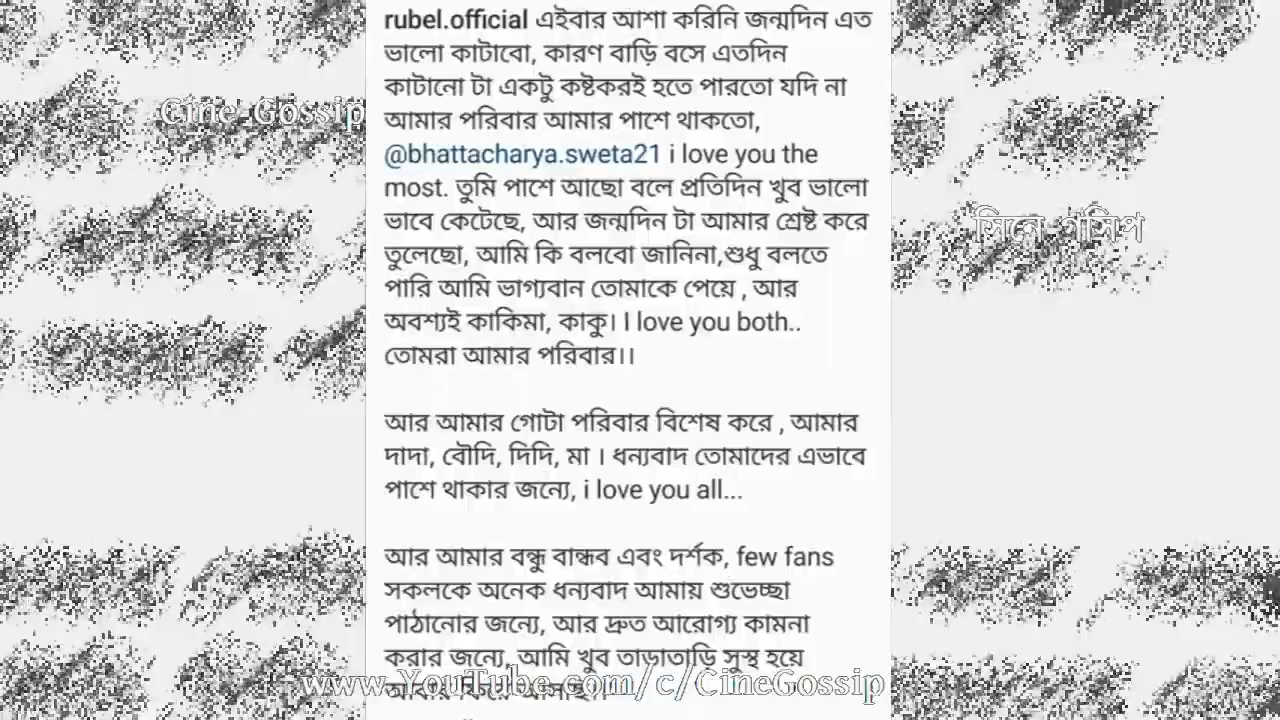 rubel.official এইবার আশা করিনি জন্মদিন এত
ভালো কাটাবো, কারণ বাড়ি বসে এতদিন
কাটানো টা একটু কষ্টকরই হতে পারতো যদি না
আমার পরিবার আমার পাশে থাকতো,
@bhattacharya.sweta21 i love you the
most. তুমি পাশে আছো বলে প্রতিদিন খুব ভালো
ভাবে কেটেছে, আর জন্মদিন টা আমার শ্রেষ্ট করে
তুলেছো, আমি কি বলবো জানিনা,শুধু বলতে
পারি আমি ভাগ্যবান তোমাকে পেয়ে , আর
অবশ্যই কাকিমা, কাকু। I love you both..
তোমরা আমার পরিবার।।
আর আমার গোটা পরিবার বিশেষ করে , আমার
দাদা, বৌদি, দিদি, মা । ধন্যবাদ তোমাদের এভাবে
পাশে থাকার জন্যে, i love you all...
আর আমার বন্ধু বান্ধব এবং দর্শক, few fans
সকলকে অনেক ধন্যবাদ আমায় শুভেচ্ছা
পাঠানোর জন্যে, আর দ্রুত আরোগ্য কামনা
করার জন্যে, আমি খুব তাড়াতাড়ি সুস্থ হয়ে
Cine Gossip
সিনে গসিপ
www.YouTube.com/c/CineGossip